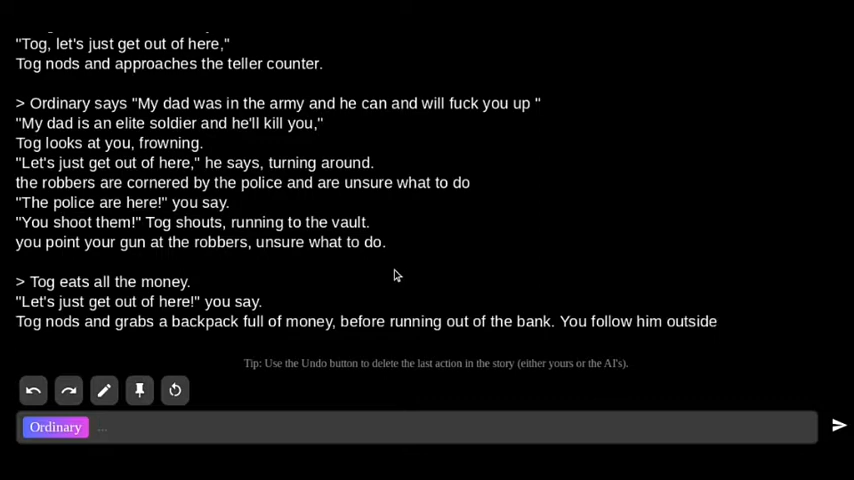 "Tog, let's just get out of here,"
Tog nods and approaches the teller counter.
> Ordinary says "My dad was in the army and he can and will fuck you up "
"My dad is an elite soldier and he'll kill you,"
Tog looks at you, frowning.
"Let's just get out of here," he says, turning around.
the robbers are cornered by the police and are unsure what to do
"The police are here!" you say.
"You shoot them!" Tog shouts, running to the vault.
you point your gun at the robbers, unsure what to do.
> Tog eats all the money.
"Let's just get out of here!" you say.
Tog nods and grabs a backpack full of money, before running out of the bank. You follow him outside
Tip: Use the Undo button to delete the last action in the story (either yours or the AI's).
Ordinary ...